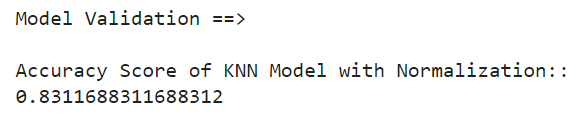 Model Validation ==>
Accuracy Score of KNN Model with Normalization::
0.8311688311688312